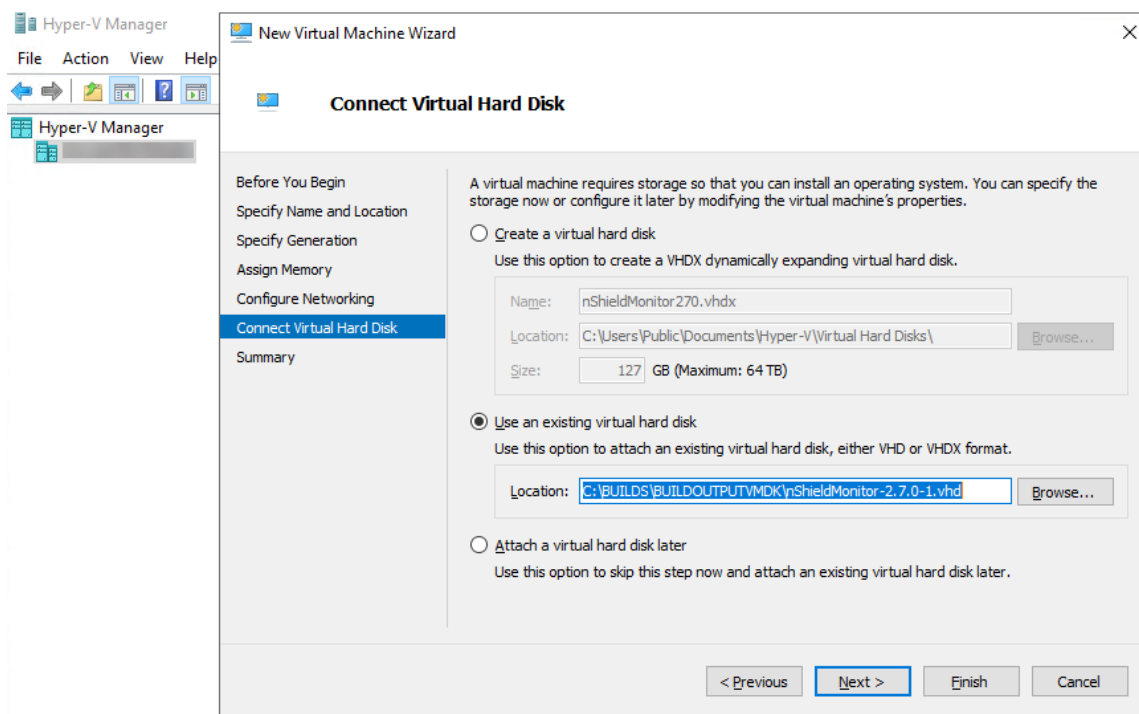 Hyper-V Manager
File Action View Help
Hyper-V Manager
New Virtual Machine Wizard
Connect Virtual Hard Disk
Before You Begin
Specify Name and Location
Specify Generation
Assign Memory
Configure Networking
Connect Virtual Hard Disk
Summary
A virtual machine requires storage so that you can install an operating system. You can specify the
storage now or configure it later by modifying the virtual machine's properties.
Create a virtual hard disk
Use this option to create a VHDX dynamically expanding virtual hard disk.
Name: nShieldMonitor270.vhdx
Location: C:\Users\Public\Documents\Hyper-V\Virtual Hard Disks\ Browse...
Size: 127 GB (Maximum: 64 TB)
Use an existing virtual hard disk
Use this option to attach an existing virtual hard disk, either VHD or VHDX format.
Location: C:\BUILDS\BUILDOUTPUTVMDK\nShieldMonitor-2.7.0-1.vhd Browse...
Attach a virtual hard disk later
Use this option to skip this step now and attach an existing virtual hard disk later.
< Previous Next > Finish Cancel